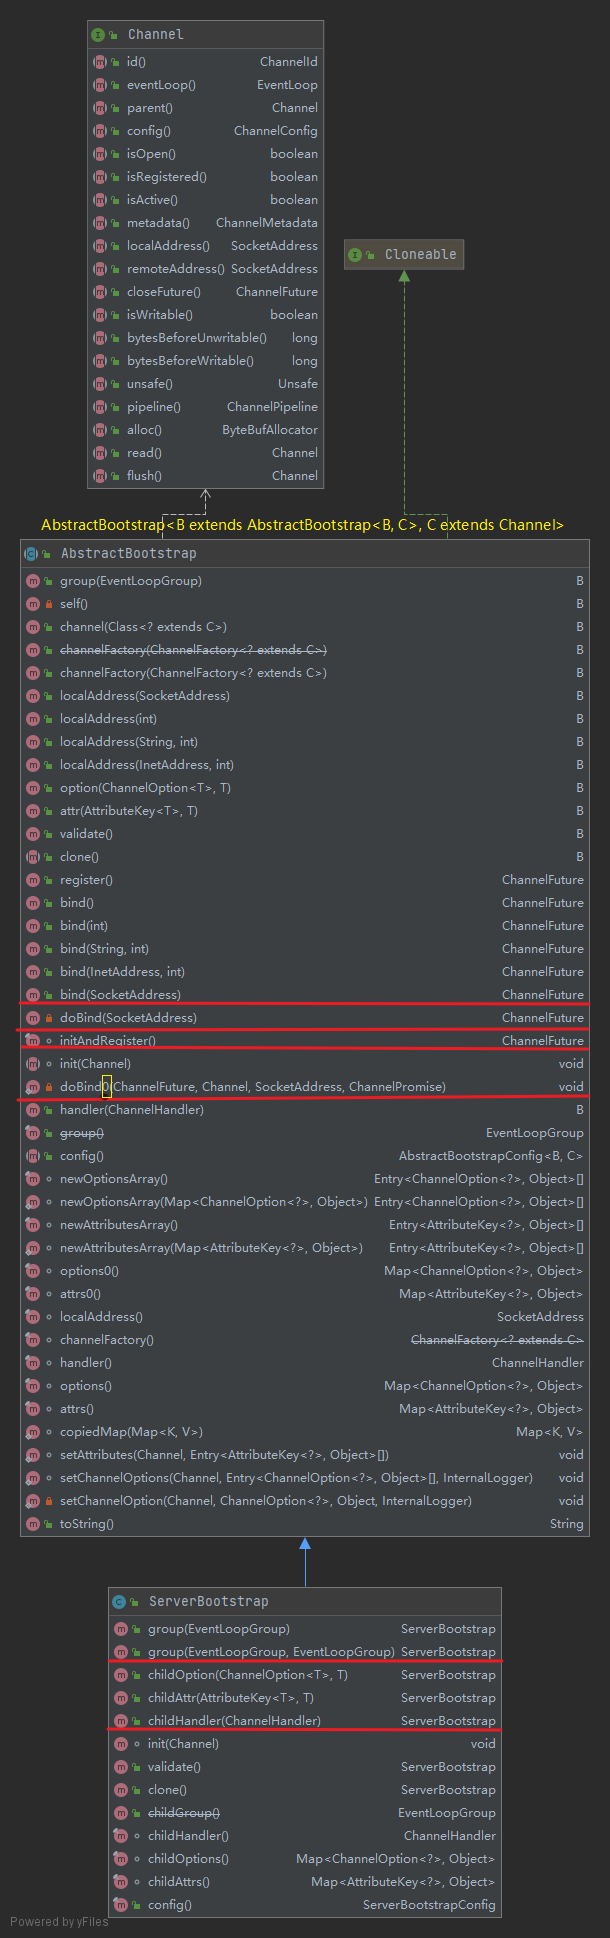 Channel
id() ChannelId
eventLoop() EventLoop
parent() Channel
config() ChannelConfig
isOpen() boolean
isRegistered() boolean
isActive() boolean
metadata() ChannelMetadata
localAddress() SocketAddress
remoteAddress() SocketAddress
closeFuture() ChannelFuture
isWritable() boolean
bytesBeforeUnwritable() long
bytesBeforeWritable() long
unsafe() Unsafe
pipeline() ChannelPipeline
alloc() ByteBufAllocator
read() Channel
flush() Channel
Cloneable
AbstractBootstrap<B extends AbstractBootstrap<B, C>, C extends Channel>
AbstractBootstrap
group(EventLoopGroup) B
self() B
channel(Class<? extends C>) B
channelFactory(ChannelFactory<? extends C>) B
channelFactory(ChannelFactory<? extends C>) B
localAddress(SocketAddress) B
localAddress(int) B
localAddress(String, int) B
localAddress(InetAddress, int) B
option(ChannelOption<T>, T) B
attr(AttributeKey<T>, T) B
validate() B
clone() B
register() ChannelFuture
bind() ChannelFuture
bind(int) ChannelFuture
bind(String, int) ChannelFuture
bind(InetAddress, int) ChannelFuture
bind(SocketAddress) ChannelFuture
doBind(SocketAddress) ChannelFuture
initAndRegister() ChannelFuture
init(Channel) void
doBind0(ChannelFuture, Channel, SocketAddress, ChannelPromise) void
handler(ChannelHandler) B
group() EventLoopGroup
config() AbstractBootstrapConfig<B, C>
newOptionsArray() Entry<ChannelOption<?>, Object>[]
newOptionsArray(Map<ChannelOption<?>, Object>) Entry<ChannelOption<?>, Object>[]
newAttributesArray() Entry<AttributeKey<?>, Object>[]
newAttributesArray(Map<AttributeKey<?>, Object>) Entry<AttributeKey<?>, Object>[]
options0() Map<ChannelOption<?>, Object>
attrs0() Map<AttributeKey<?>, Object>
localAddress() SocketAddress
channelFactory() ChannelFactory<? extends C>
handler() ChannelHandler
options() Map<ChannelOption<?>, Object>
attrs() Map<AttributeKey<?>, Object>
copiedMap(Map<K, V>) Map<K, V>
setAttributes(Channel, Entry<AttributeKey<?>, Object>[]) void
setChannelOptions(Channel, Entry<ChannelOption<?>, Object>[], InternalLogger) void
setChannelOption(Channel, ChannelOption<?>, Object, InternalLogger) void
toString() String
ServerBootstrap
group(EventLoopGroup) ServerBootstrap
group(EventLoopGroup, EventLoopGroup) ServerBootstrap
childOption(ChannelOption<T>, T) ServerBootstrap
childAttr(AttributeKey<T>, T) ServerBootstrap
childHandler(ChannelHandler) ServerBootstrap
init(Channel) void
validate() ServerBootstrap
clone() ServerBootstrap
childGroup() EventLoopGroup
childHandler() ChannelHandler
childOptions() Map<ChannelOption<?>, Object>
childAttrs() Map<AttributeKey<?>, Object>
config() ServerBootstrapConfig
Powered by yFiles